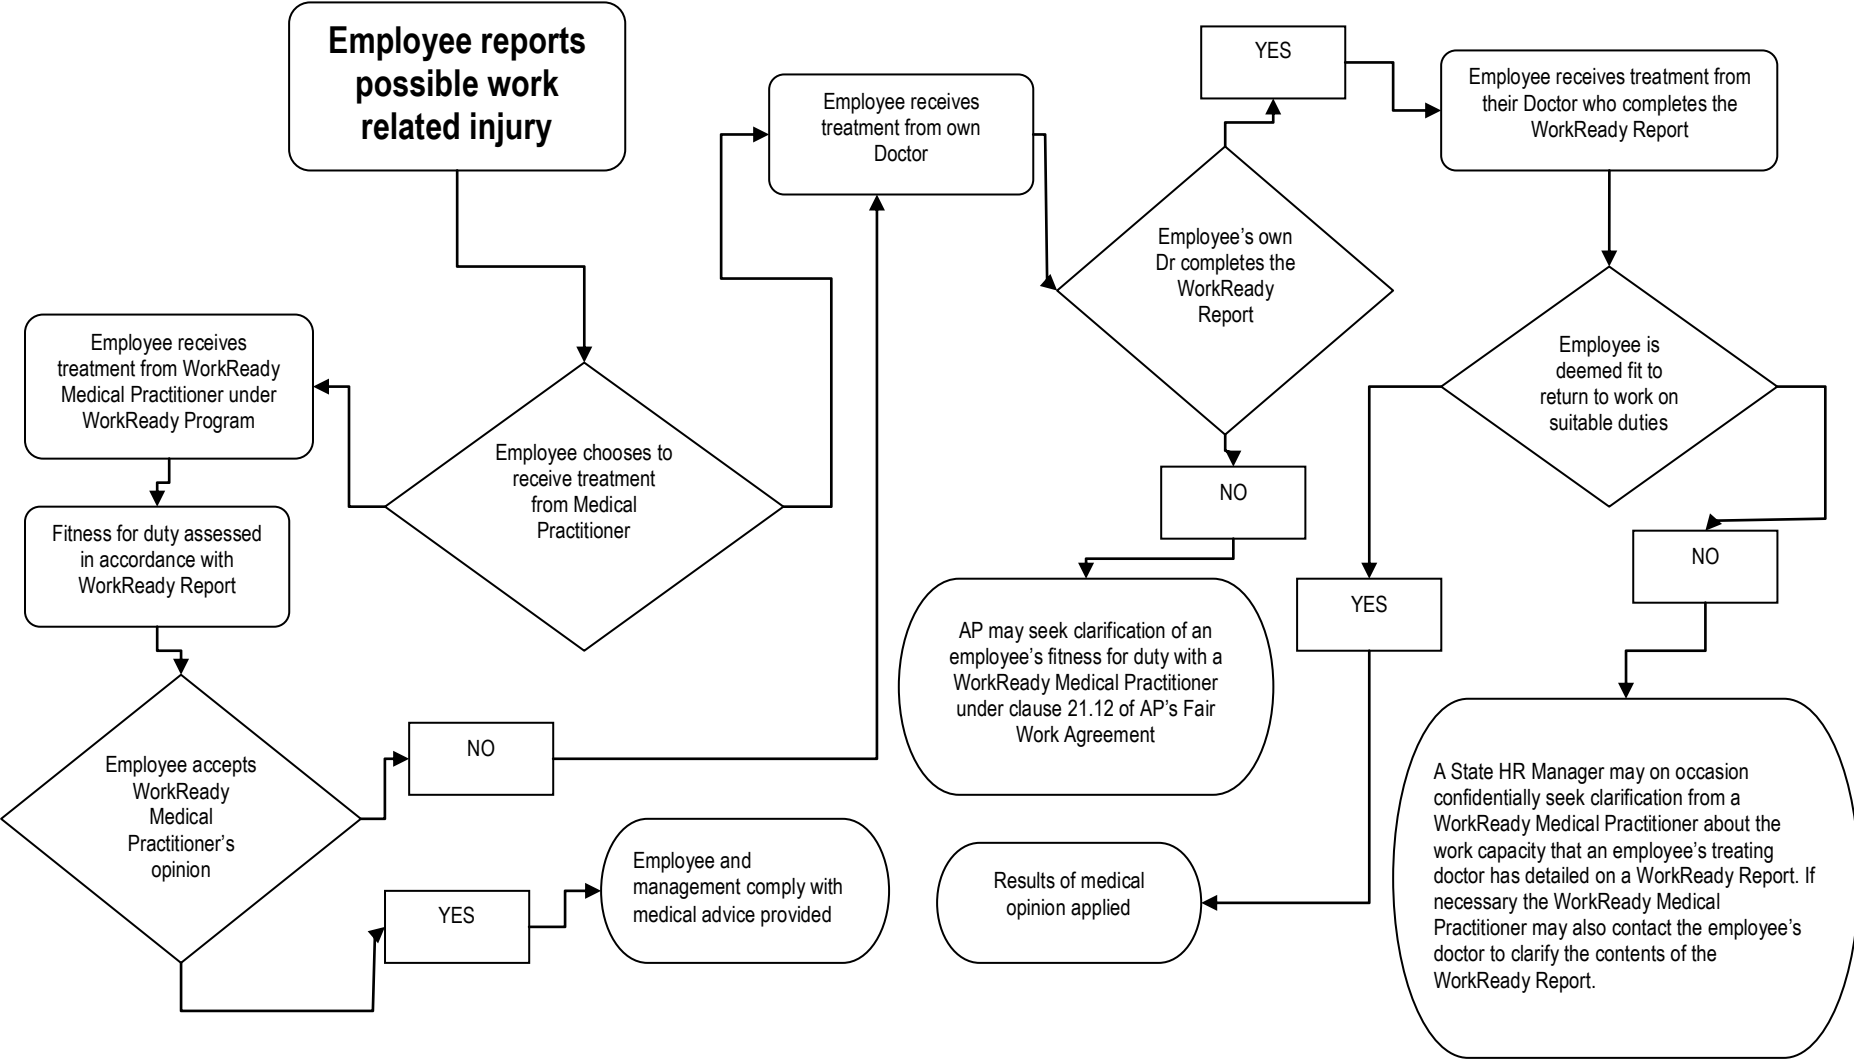 Employee reports
possible work
related injury
Employee receives
treatment from WorkReady
Medical Practitioner under
WorkReady Program
Fitness for duty assessed
in accordance with
WorkReady Report
Employee accepts
WorkReady
Medical
Practitioner's
opinion
NO
YES
Employee and
management comply with
medical advice provided
Employee chooses to
receive treatment
from Medical
Practitioner
Employee receives
treatment from own
Doctor
Employee’s own
Dr completes the
WorkReady
Report
YES
NO
AP may seek clarification of an
employee’s fitness for duty with a
WorkReady Medical Practitioner
under clause 21.12 of AP’s Fair
Work Agreement
Employee receives treatment from
their Doctor who completes the
WorkReady Report
Employee is
deemed fit to
return to work on
suitable duties
YES
Results of medical
opinion applied
NO
A State HR Manager may on occasion
confidentially seek clarification from a
WorkReady Medical Practitioner about the
work capacity that an employee’s treating
doctor has detailed on a WorkReady Report. If
necessary the WorkReady Medical
Practitioner may also contact the employee’s
doctor to clarify the contents of the
WorkReady Report.